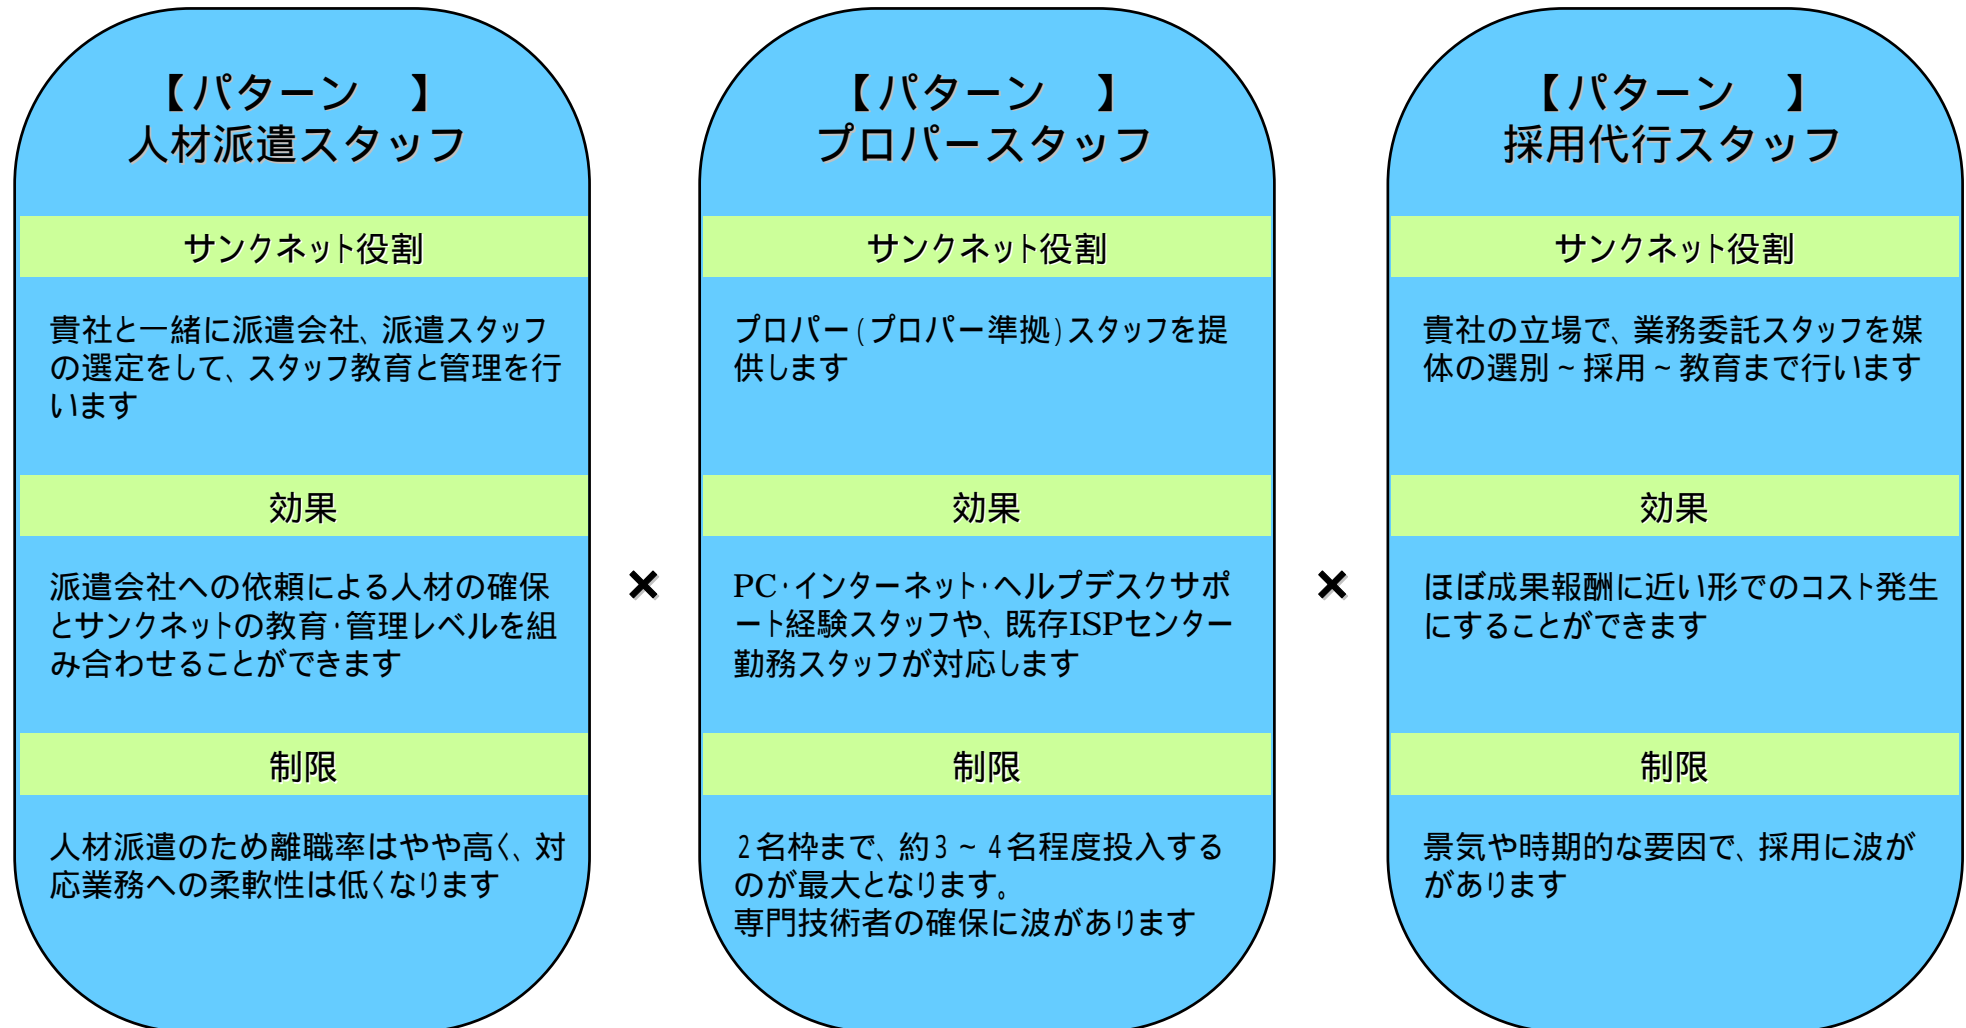 【パターン　】
人材派遣スタッフ
サンクネット役割
貴社と一緒に派遣会社、派遣スタッフ
の選定をして、スタッフ教育と管理を行
います
効果
派遣会社への依頼による人材の確保
とサンクネットの教育・管理レベルを組
み合わせることができます
制限
人材派遣のため離職率はやや高く、対
応業務への柔軟性は低くなります
×
【パターン　】
プロパースタッフ
サンクネット役割
プロパー(プロパー準拠)スタッフを提
供します
効果
PC・インターネット・ヘルプデスクサポ
ート経験スタッフや、既存ISPセンター
勤務スタッフが対応します
制限
2名枠まで、約3~4名程度投入する
のが最大となります。
専門技術者の確保に波があります
×
【パターン　】
採用代行スタッフ
サンクネット役割
貴社の立場で、業務委託スタッフを媒
体の選別~採用~教育まで行います
効果
ほぼ成果報酬に近い形でのコスト発生
にすることができます
制限
景気や時期的な要因で、採用に波が
があります